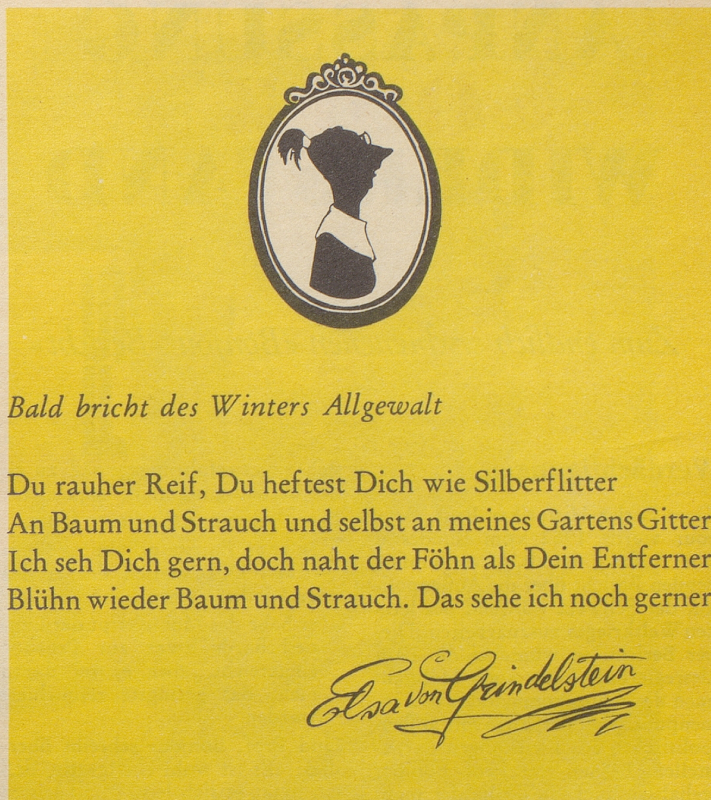 Bald bricht des Winters Allgewalt
Du rauher Reif, Du heftest Dich wie Silberflitter
An Baum und Strauch und selbst an meines Gartens Gitter
Ich seh Dich gern, doch naht der Föhn als Dein Entferner
Blühn wieder Baum und Strauch. Das sehe ich noch gerner
Elsa von Grindelstein